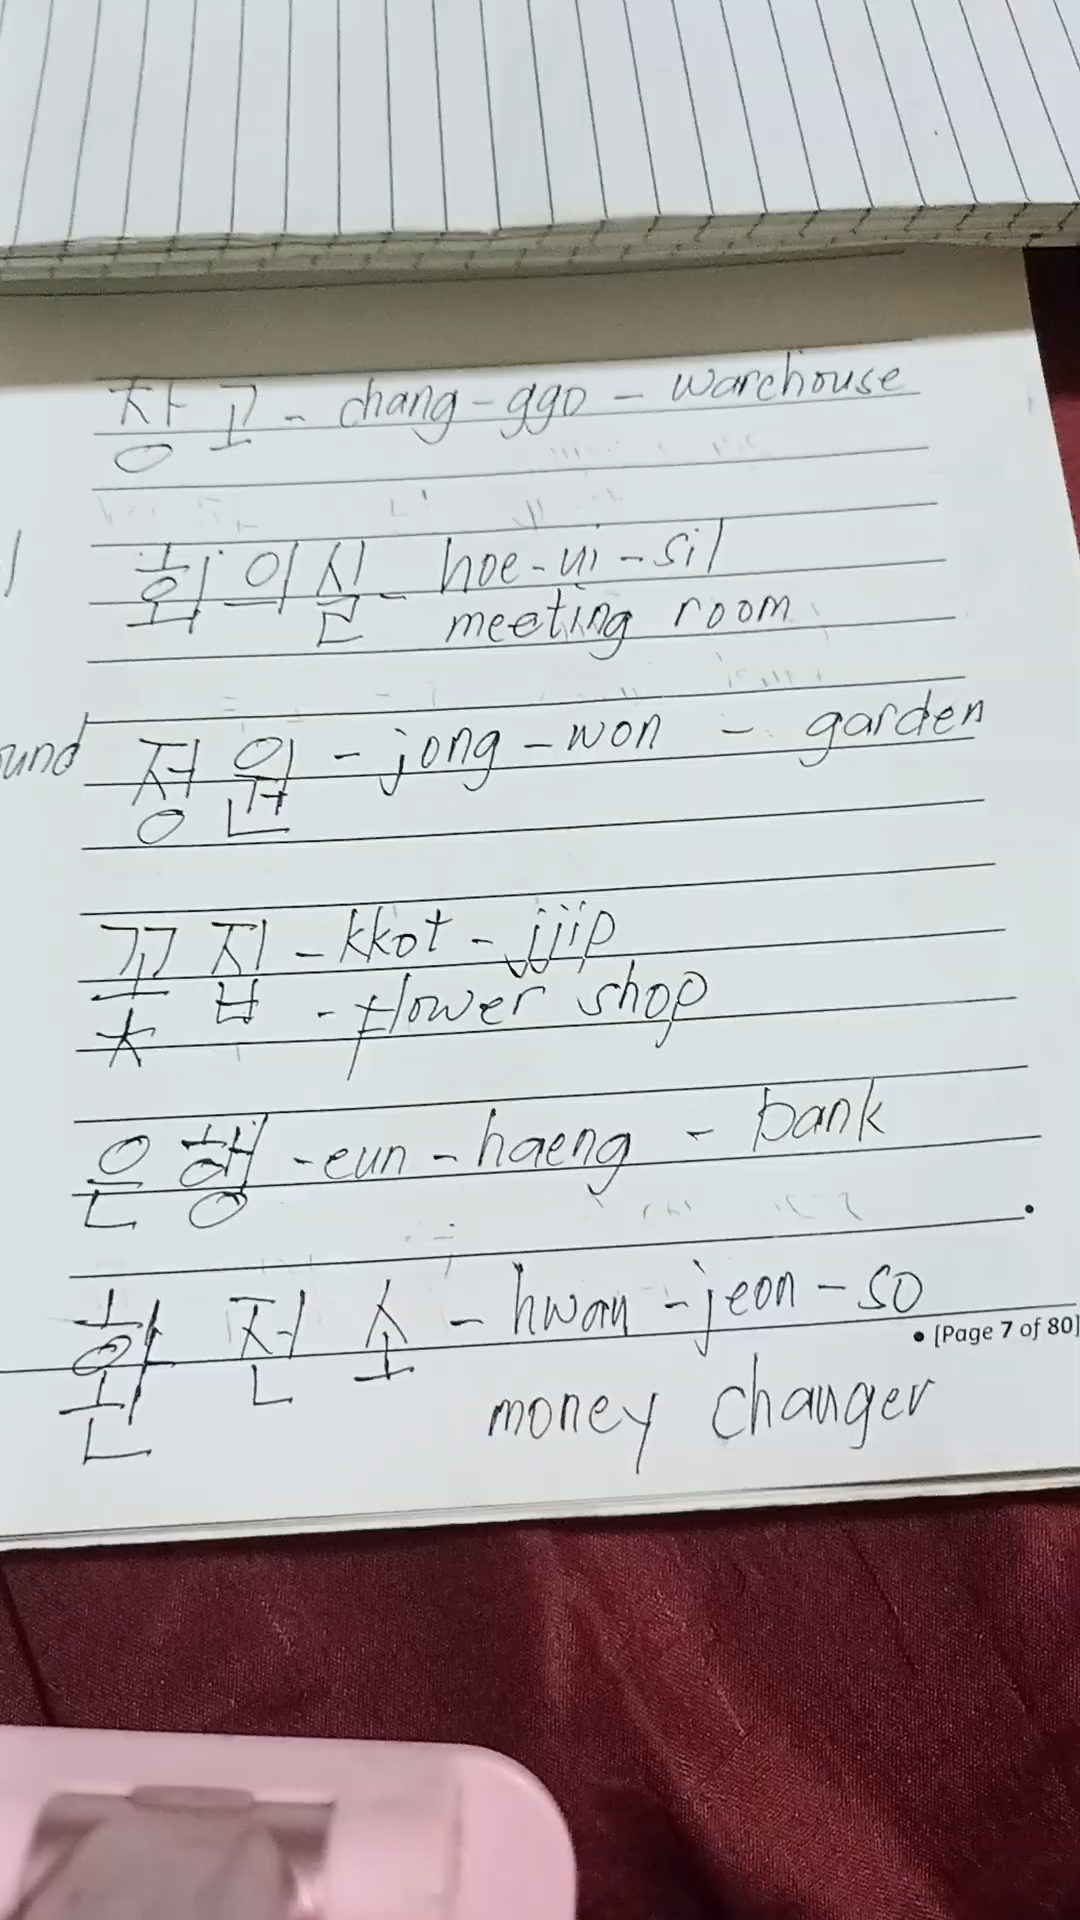 창고 - chang-ggo - warehouse
회의실 - hoe-ui-sil
meeting room
und
정원 - jong-won - garden
꽃집 - kkot-jjip
- flower shop
은행 - eun-haeng - bank
환전소 - hwan-jeon-so
• [Page 7 of 80]
money changer